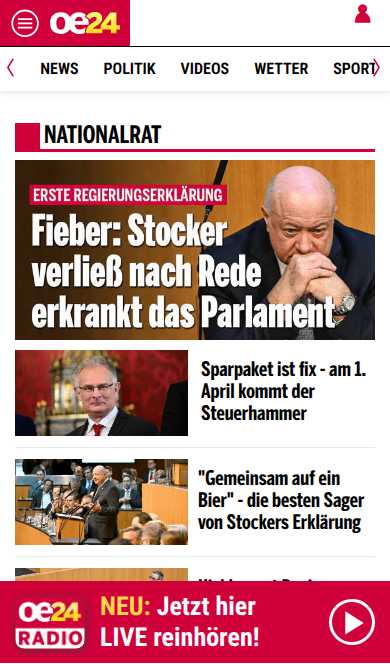 oe24
NEWS POLITIK VIDEOS WETTER SPORT
NATIONALRAT
ERSTE REGIERUNGSERKLÄRUNG
Fieber: Stocker
verließ nach Rede
erkrankt das Parlament
Sparpaket ist fix - am 1.
April kommt der
Steuerhammer
"Gemeinsam auf ein
Bier" - die besten Sager
von Stockers Erklärung
oe24
RADIO
NEU: Jetzt hier
LIVE reinhören!